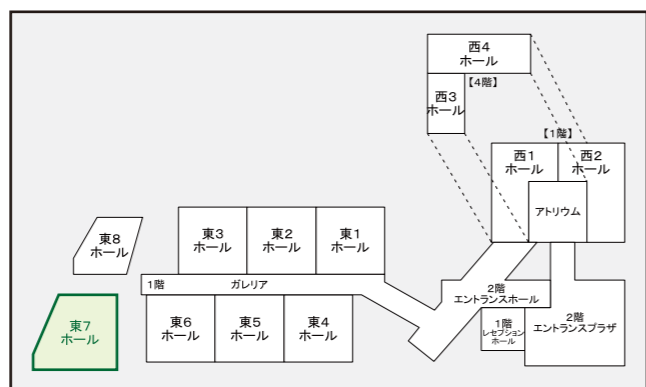 西4
ホール
【4階】
西3
ホール
【1階】
西1
ホール
西2
ホール
アトリウム
東8
ホール
東3
ホール
東2
ホール
東1
ホール
1階
ガレリア
2階
エントランスホール
東7
ホール
東6
ホール
東5
ホール
東4
ホール
1階
レセプション
ホール
2階
エントランスプラザ